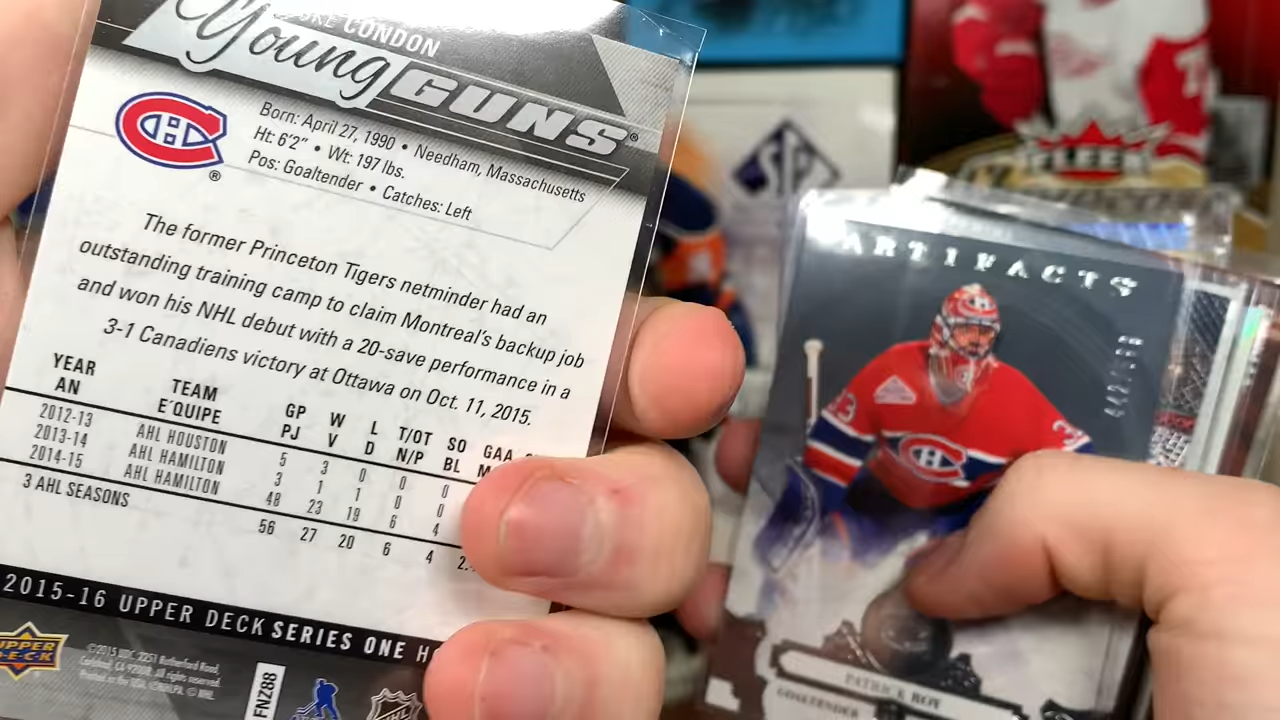 CONDON
Young GUNS®
Born: April 27, 1990 • Needham, Massachusetts
Ht: 6'2" • Wt: 197 lbs.
Pos: Goaltender • Catches: Left
®
The former Princeton Tigers netminder had an
outstanding training camp to claim Montreal's backup job
and won his NHL debut with a 20-save performance in a
3-1 Canadiens victory at Ottawa on Oct. 11, 2015.
YEAR TEAM GP W L T/OT SO GAA
AN E'QUIPE PJ V D N/P BL
2012-13 AHL HOUSTON 5 3 0 0 0
2013-14 AHL HAMILTON 3 1 1 0 0
2014-15 AHL HAMILTON 48 23 19 6 4
3 AHL SEASONS 56 27 20 6 4
2015-16 UPPER DECK SERIES ONE
UPPER
DECK
©2015 UDC 2251 Rutherford Road,
Carlsbad, CA 92008. All rights reserved.
Printed in the USA. ©NHLPA. © NHL.
FNZ88
NHL
SP
FLEER
ARTIFACTS
33
PATRICK ROY
GOALTENDER